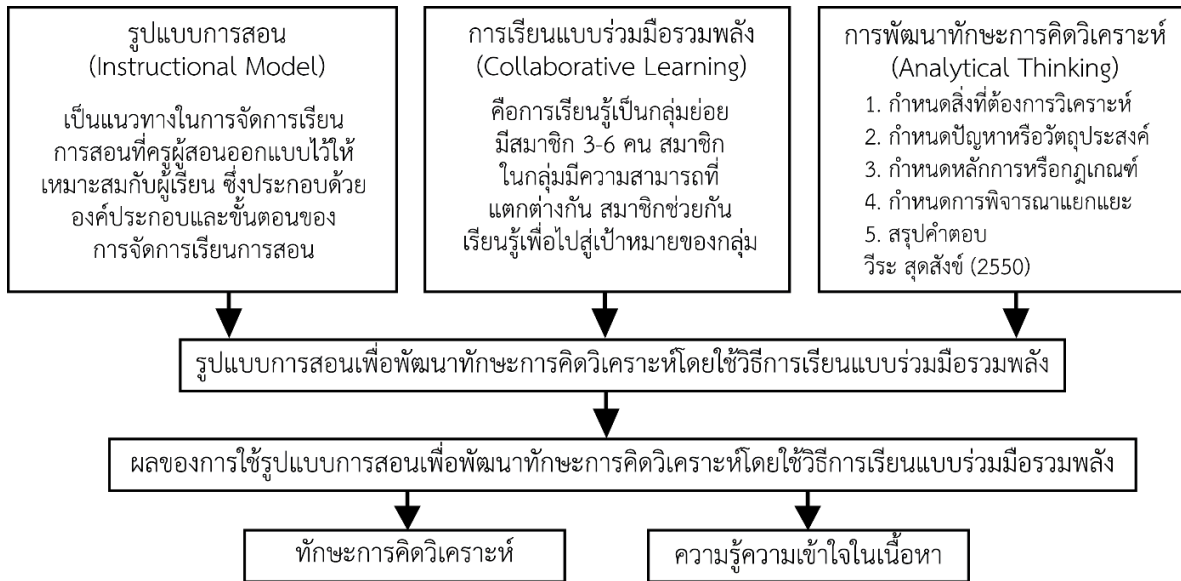 รูปแบบการสอน
(Instructional Model)
เป็นแนวทางในการจัดการเรียน
การสอนที่ครูผู้สอนออกแบบไว้ให้
เหมาะสมกับผู้เรียน ซึ่งประกอบด้วย
องค์ประกอบและขั้นตอนของ
การจัดการเรียนการสอน
การเรียนแบบร่วมมือรวมพลัง
(Collaborative Learning)
คือการเรียนรู้เป็นกลุ่มย่อย
มีสมาชิก 3-6 คน สมาชิก
ในกลุ่มมีความสามารถที่
แตกต่างกัน สมาชิกช่วยกัน
เรียนรู้เพื่อไปสู่เป้าหมายของกลุ่ม
การพัฒนาทักษะการคิดวิเคราะห์
(Analytical Thinking)
1. กำหนดสิ่งที่ต้องการวิเคราะห์
2. กำหนดปัญหาหรือวัตถุประสงค์
3. กำหนดหลักการหรือกฎเกณฑ์
4. กำหนดการพิจารณาแยกแยะ
5. สรุปคำตอบ
วีระ สุดสังข์ (2550)
รูปแบบการสอนเพื่อพัฒนาทักษะการคิดวิเคราะห์โดยใช้วิธีการเรียนแบบร่วมมือรวมพลัง
ผลของการใช้รูปแบบการสอนเพื่อพัฒนาทักษะการคิดวิเคราะห์โดยใช้วิธีการเรียนแบบร่วมมือรวมพลัง
ทักษะการคิดวิเคราะห์
ความรู้ความเข้าใจในเนื้อหา